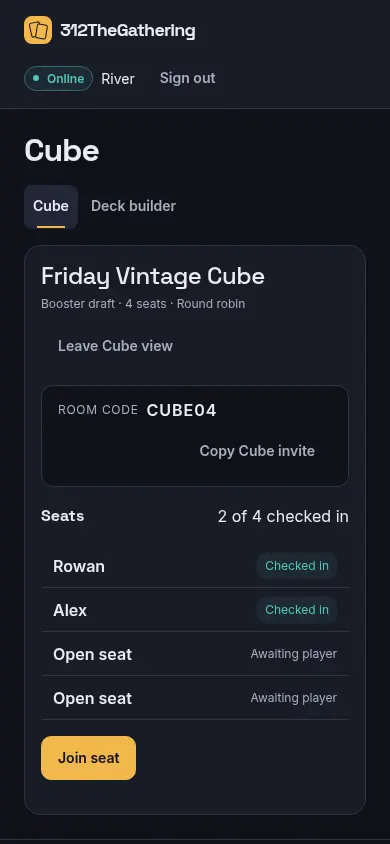 312TheGathering
Online River Sign out
Cube
Cube Deck builder
Friday Vintage Cube
Booster draft · 4 seats · Round robin
Leave Cube view
ROOM CODE CUBE04
Copy Cube invite
Seats 2 of 4 checked in
Rowan Checked in
Alex Checked in
Open seat Awaiting player
Open seat Awaiting player
Join seat